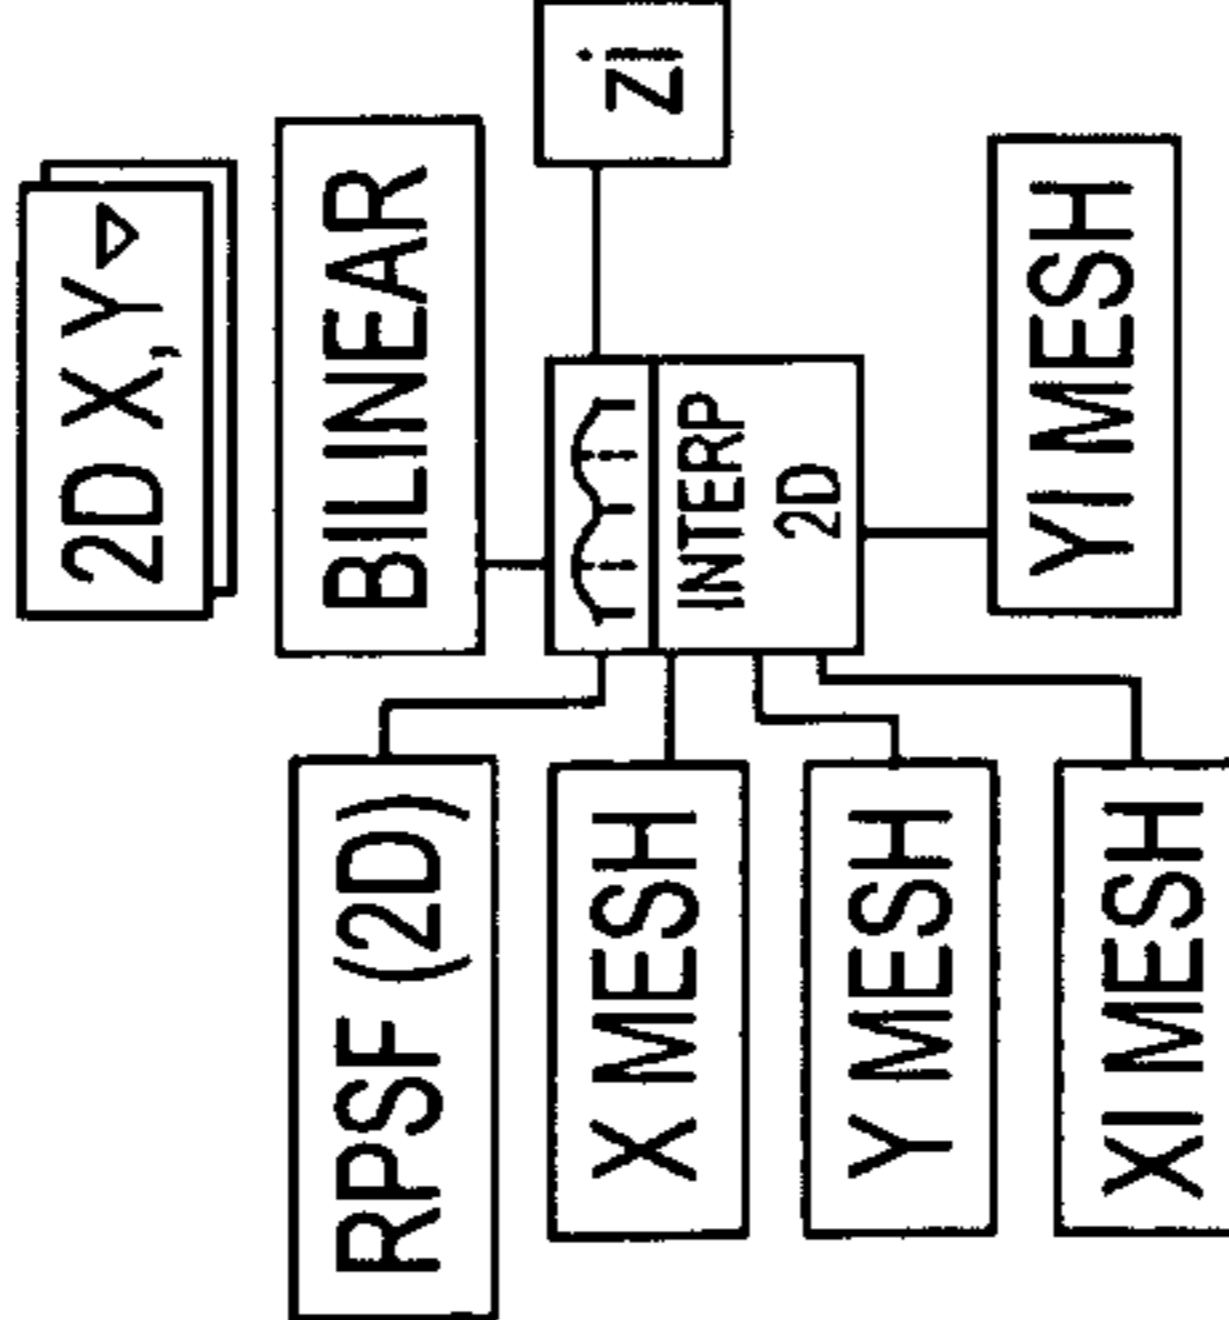 2D X,Y
BILINEAR
Zi
RPSF (2D)
X MESH
Y MESH
XI MESH
INTERP
2D
YI MESH